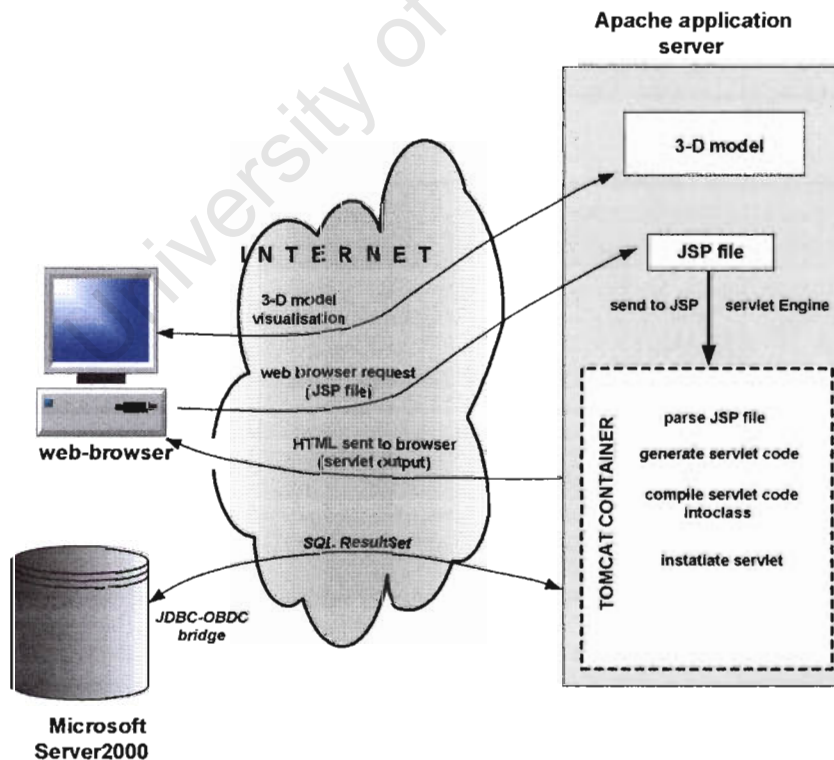 Apache application
server
3-D model
INTERNET
JSP file
3-D model
visualisation
send to JSP servlet Engine
web browser request
(JSP file)
web-browser
HTML sent to browser
(servlet output)
TOMCAT CONTAINER
parse JSP file
generate servlet code
compile servlet code
intoclass
instatiate servlet
SQL ResultSet
JDBC-OBDC
bridge
Microsoft
Server2000
niversity of